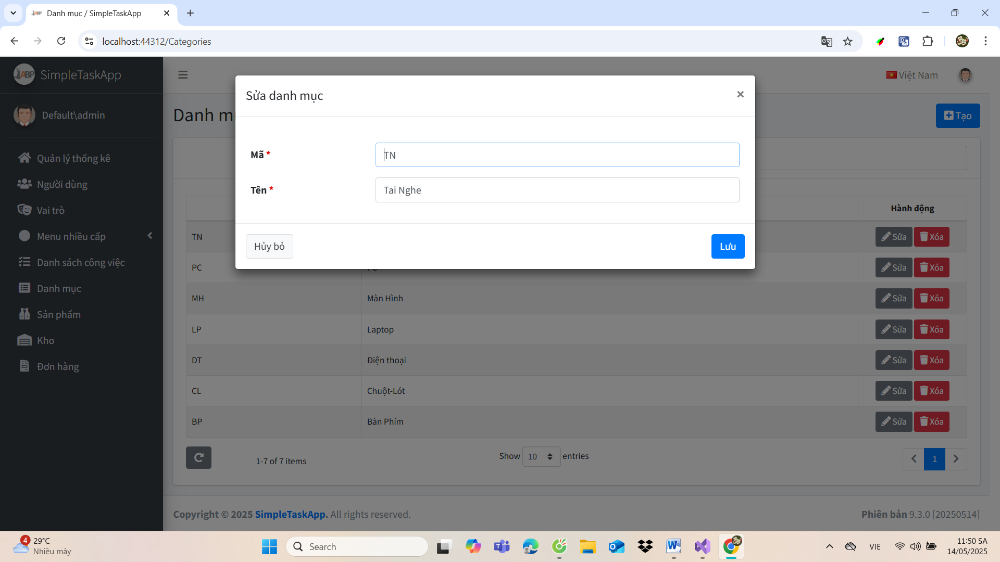 Danh mục / SimpleTaskApp
localhost:44312/Categories
SimpleTaskApp
Việt Nam
Default\admin
Danh m
Tạo
Quản lý thống kê
Người dùng
Vai trò
Menu nhiều cấp
Danh sách công việc
Danh mục
Sản phẩm
Kho
Đơn hàng
Sửa danh mục
×
Mã *
TN
Tên *
Tai Nghe
Hủy bỏ
Lưu
Hành động
TN
Sửa Xóa
PC
Sửa Xóa
MH Màn Hình Sửa Xóa
LP Laptop Sửa Xóa
DT Điện thoại Sửa Xóa
CL Chuột-Lót Sửa Xóa
BP Bàn Phím Sửa Xóa
1-7 of 7 items
Show 10 entries
1
Copyright © 2025 SimpleTaskApp. All rights reserved.
Phiên bản 9.3.0 [20250514]
4
29°C
Nhiều mây
Search
VIE
11:50 SA
14/05/2025